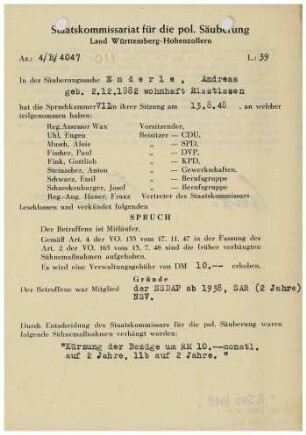 Staatskommissariat für die pol. Säuberung
Land Württemberg-Hohenzollern
Az.: 4/D/4047 011 L.: 39
In der Säuberungssache Enderle, Andreas
geb. 2.12.1882 wohnhaft Risstissen
hat die Spruchkammer VII in ihrer Sitzung am 13.8.48, an welcher
teilgenommen haben:
Reg.Assessor Wax Vorsitzender,
Uhl, Eugen Beisitzer — CDU,
Musch, Alois „ — SPD,
Fischer, Paul „ — DVP,
Fink, Gottlieb „ — KPD,
Steinacher, Anton „ — Gewerkschaften,
Schwarz, Emil „ — Berufsgruppe
Schanckenburger, Josef „ — Berufsgruppe
Reg.-Ang. Hauer, Franz Vertreter des Staatskommissars
beschlossen und verkündet folgenden
SPRUCH
Der Betroffene ist Mitläufer.
Gemäß Art. 4 der VO. 133 vom 17. 11. 47 in der Fassung des
Art. 2 der VO. 165 vom 13. 7. 48 sind die früher verhängten
Sühnemaßnahmen aufgehoben.
Es wird eine Verwaltungsgebühr von DM 10.-- erhoben.
Gründe
Der Betroffene war Mitglied der NSDAP ab 1938, SAR (2 Jahre)
NSV.
Durch Entscheidung des Staatskommissars für die pol. Säuberung waren
folgende Sühnemaßnahmen verhängt worden:
"Kürzung der Bezüge um RM 10.--monatl.
auf 2 Jahre, 11b auf 2 Jahre. "